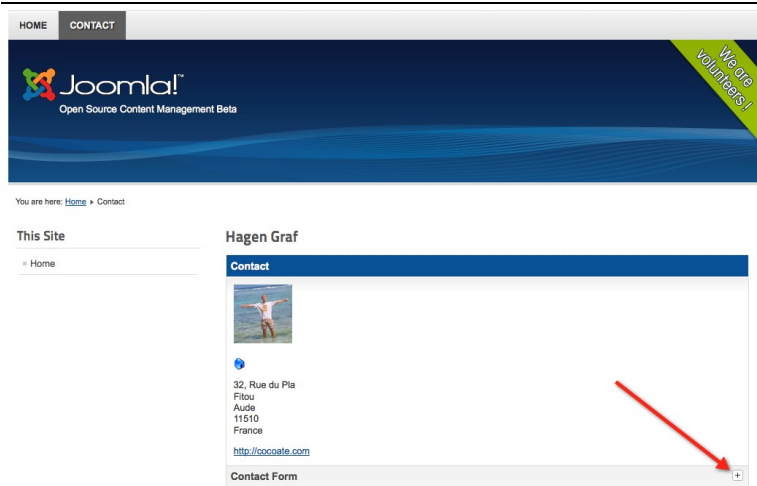 HOME CONTACT
Joomla!™
Open Source Content Management Beta
We are
volunteers!
You are here: Home ▸ Contact
This Site
Home
Hagen Graf
Contact
32, Rue du Pla
Fitou
Aude
11510
France
http://cocoate.com
Contact Form +